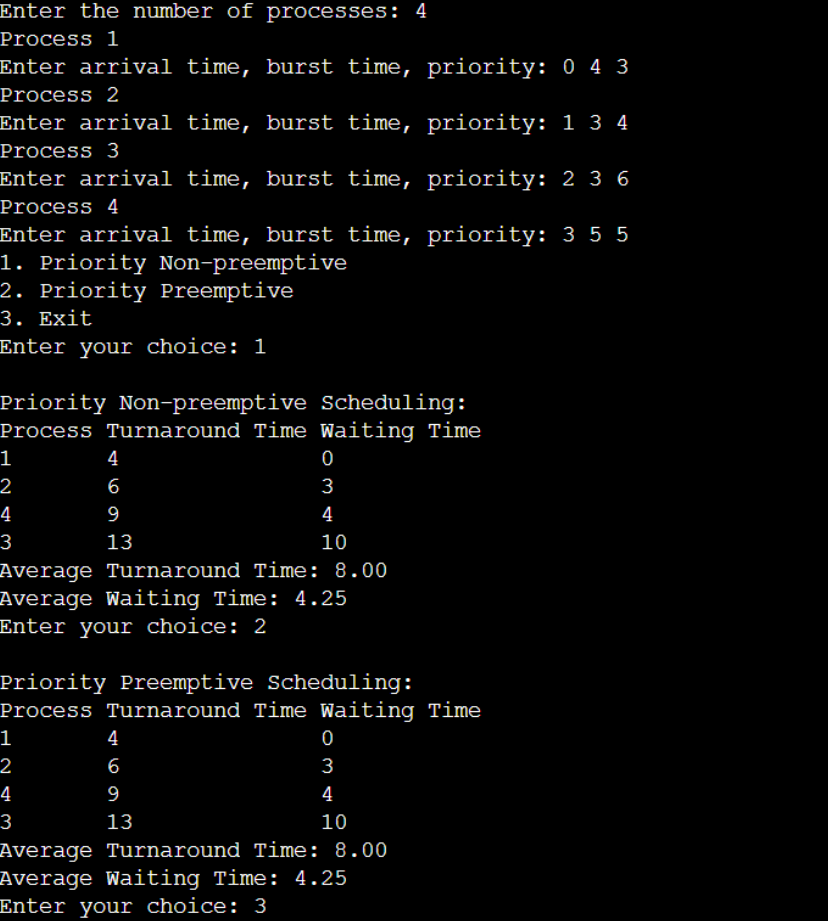 Enter the number of processes: 4
Process 1
Enter arrival time, burst time, priority: 0 4 3
Process 2
Enter arrival time, burst time, priority: 1 3 4
Process 3
Enter arrival time, burst time, priority: 2 3 6
Process 4
Enter arrival time, burst time, priority: 3 5 5
1. Priority Non-preemptive
2. Priority Preemptive
3. Exit
Enter your choice: 1
Priority Non-preemptive Scheduling:
Process Turnaround Time Waiting Time
1 4 0
2 6 3
4 9 4
3 13 10
Average Turnaround Time: 8.00
Average Waiting Time: 4.25
Enter your choice: 2
Priority Preemptive Scheduling:
Process Turnaround Time Waiting Time
1 4 0
2 6 3
4 9 4
3 13 10
Average Turnaround Time: 8.00
Average Waiting Time: 4.25
Enter your choice: 3